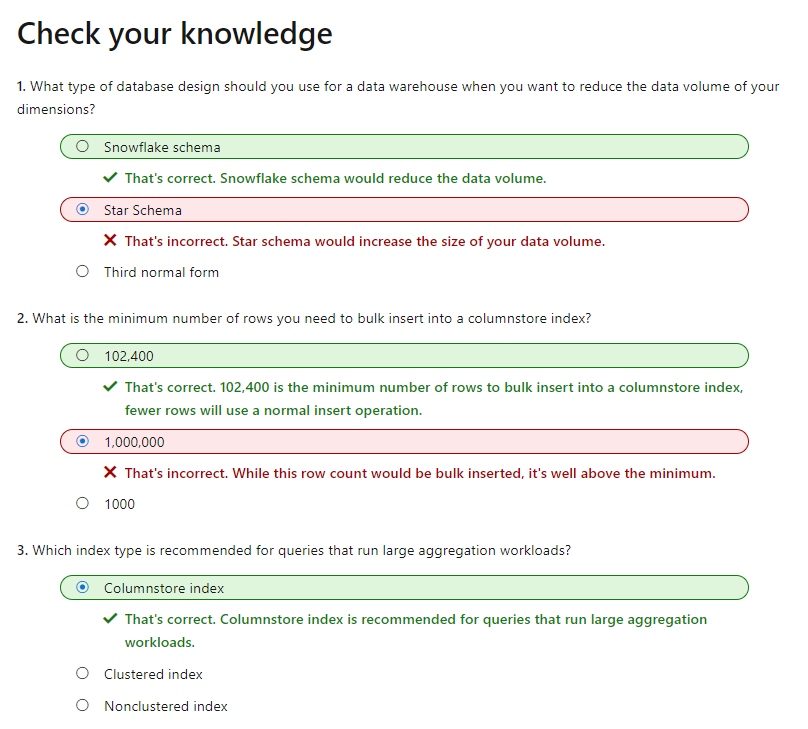 Check your knowledge
1. What type of database design should you use for a data warehouse when you want to reduce the data volume of your
dimensions?
Snowflake schema
That's correct. Snowflake schema would reduce the data volume.
Star Schema
That's incorrect. Star schema would increase the size of your data volume.
Third normal form
2. What is the minimum number of rows you need to bulk insert into a columnstore index?
102,400
That's correct. 102,400 is the minimum number of rows to bulk insert into a columnstore index,
fewer rows will use a normal insert operation.
1,000,000
That's incorrect. While this row count would be bulk inserted, it's well above the minimum.
1000
3. Which index type is recommended for queries that run large aggregation workloads?
Columnstore index
That's correct. Columnstore index is recommended for queries that run large aggregation
workloads.
Clustered index
Nonclustered index